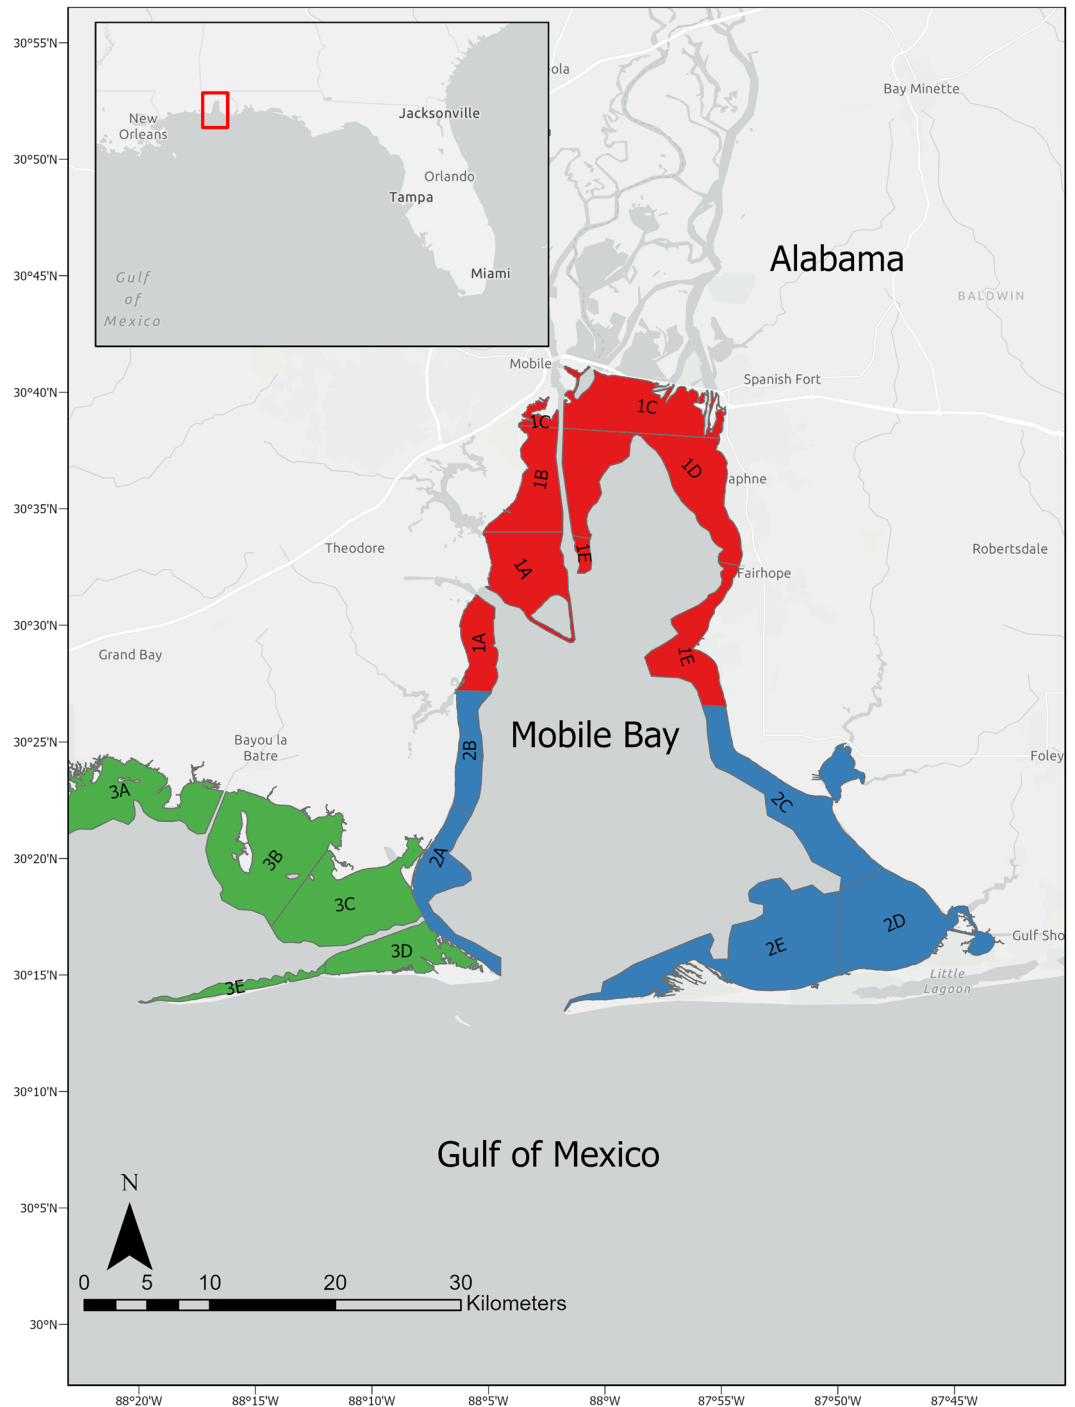 30°55'N
30°50'N
30°45'N
30°40'N
30°35'N
30°30'N
30°25'N
30°20'N
30°15'N
30°10'N
30°5'N
30°N
New
Orleans
Jacksonville
Orlando
Tampa
Miami
Gulf
of
Mexico
ola
Bay Minette
Alabama
BALDWIN
Mobile
Spanish Fort
1C
1C
1B
1D
aphne
Theodore
1E
1A
Fairhope
Robertsdale
Grand Bay
1A
1E
Mobile Bay
2B
Bayou la
Batre
Foley
3A
2C
3B
2A
3C
2D
3D
2E
Gulf Sho
3E
Little
Lagoon
Gulf of Mexico
N
0 5 10 20 30
Kilometers
88°20'W 88°15'W 88°10'W 88°5'W 88°W 87°55'W 87°50'W 87°45'W